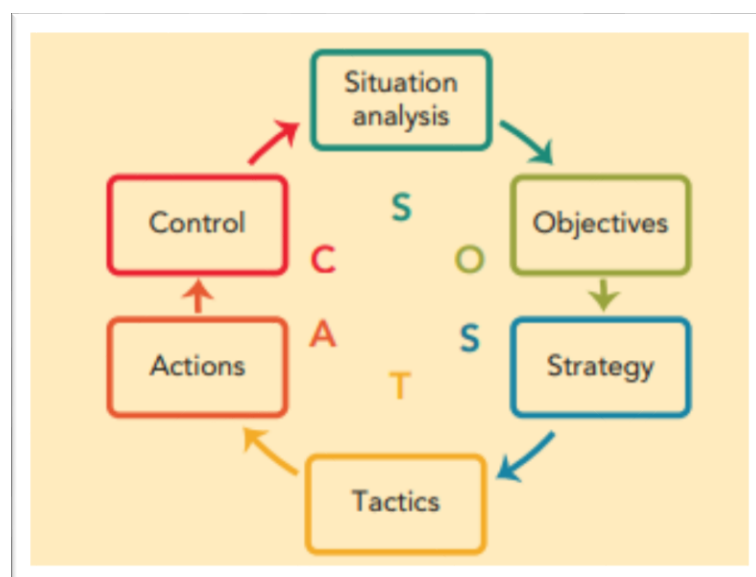 Situation
analysis
Control
S
Objectives
C
O
Actions
A
S
Strategy
T
Tactics